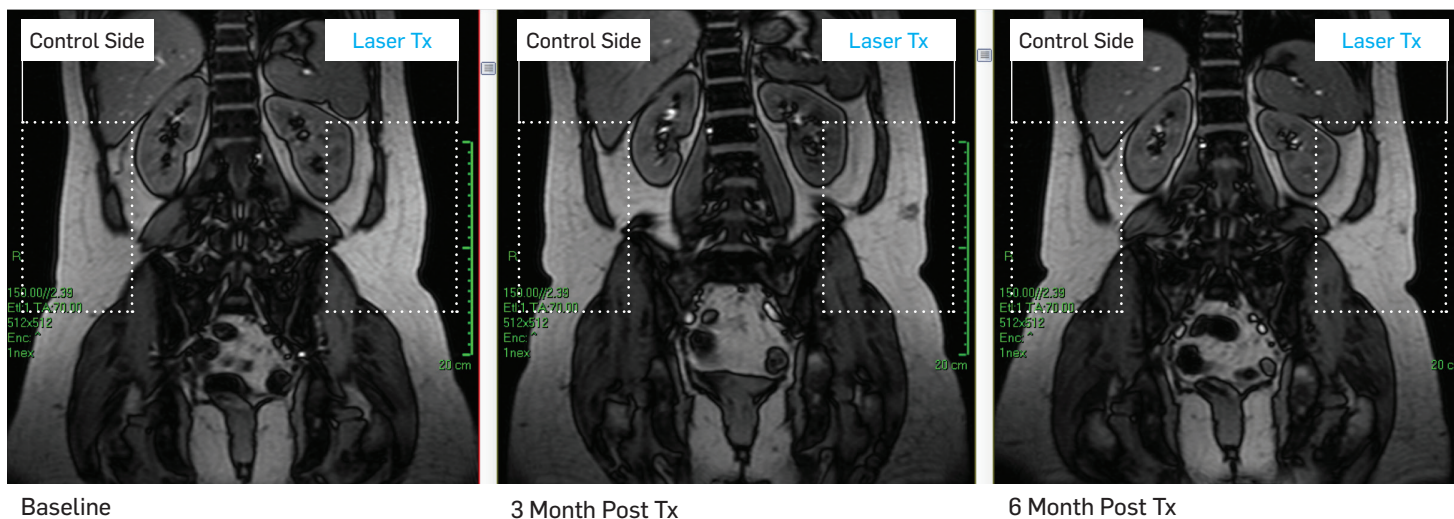 Control Side
Laser Tx
R
150.00//2.39
Et:1. TA:70.00
512x512
Enc: ^
1nex
20 cm
Baseline
Control Side
Laser Tx
R
150.00//2.39
Et:1. TA:70.00
512x512
Enc: ^
1nex
20 cm
3 Month Post Tx
Control Side
Laser Tx
R
150.00//2.39
Et:1. TA:70.00
512x512
Enc: ^
1nex
20 c
6 Month Post Tx